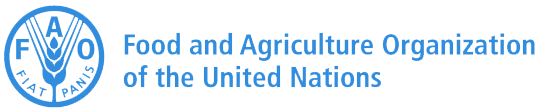 FAO
FIAT PANIS
Food and Agriculture Organization
of the United Nations